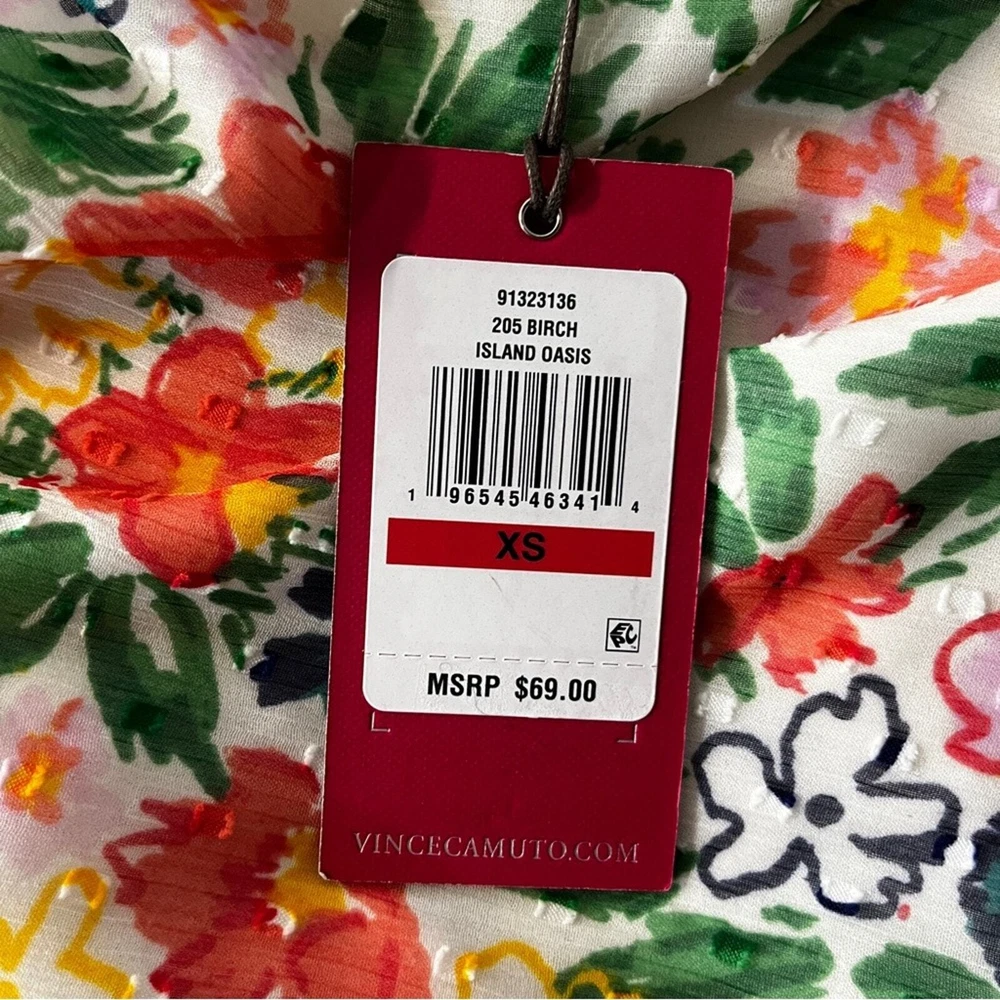 91323136
205 BIRCH
ISLAND OASIS
1 96545 46341 4
XS
MSRP $69.00
VINCECAMUTO.COM